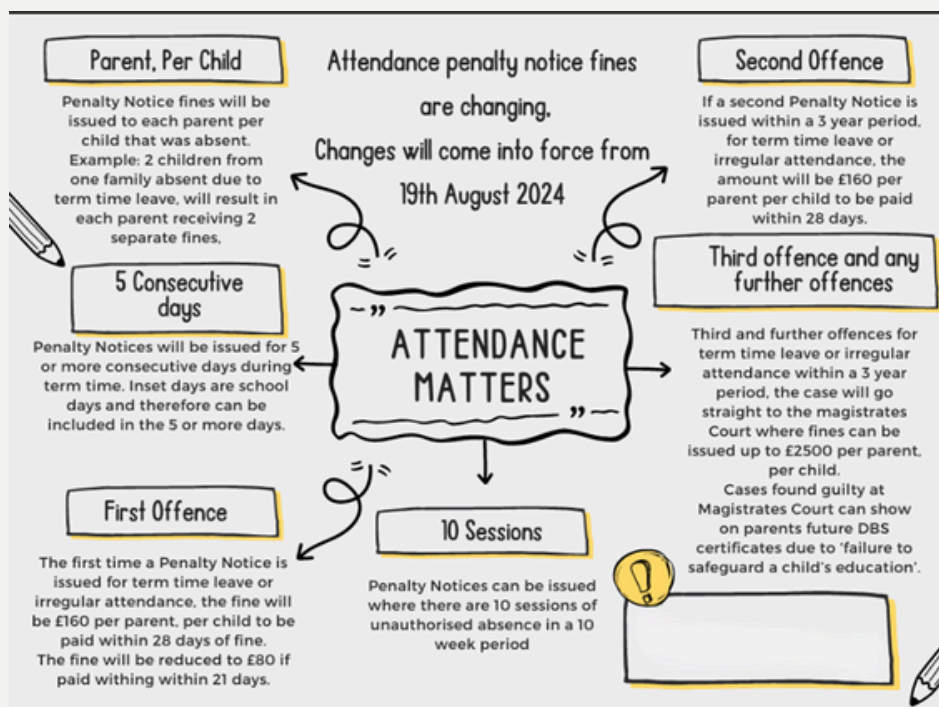 Attendance penalty notice fines
are changing,
Changes will come into force from
19th August 2024
ATTENDANCE
MATTERS
Parent, Per Child
Penalty Notice fines will be
issued to each parent per
child that was absent.
Example: 2 children from
one family absent due to
term time leave, will result in
each parent receiving 2
separate fines,
5 Consecutive
days
Penalty Notices will be issued for 5
or more consecutive days during
term time. Inset days are school
days and therefore can be
included in the 5 or more days.
First Offence
The first time a Penalty Notice is
issued for term time leave or
irregular attendance, the fine will
be £160 per parent, per child to be
paid within 28 days of fine.
The fine will be reduced to £80 if
paid withing within 21 days.
10 Sessions
Penalty Notices can be issued
where there are 10 sessions of
unauthorised absence in a 10
week period
Second Offence
If a second Penalty Notice is
issued within a 3 year period,
for term time leave or
irregular attendance, the
amount will be £160 per
parent per child to be paid
within 28 days.
Third offence and any
further offences
Third and further offences for
term time leave or irregular
attendance within a 3 year
period, the case will go
straight to the magistrates
Court where fines can be
issued up to £2500 per parent,
per child.
Cases found guilty at
Magistrates Court can show
on parents future DBS
certificates due to 'failure to
safeguard a child's education'.